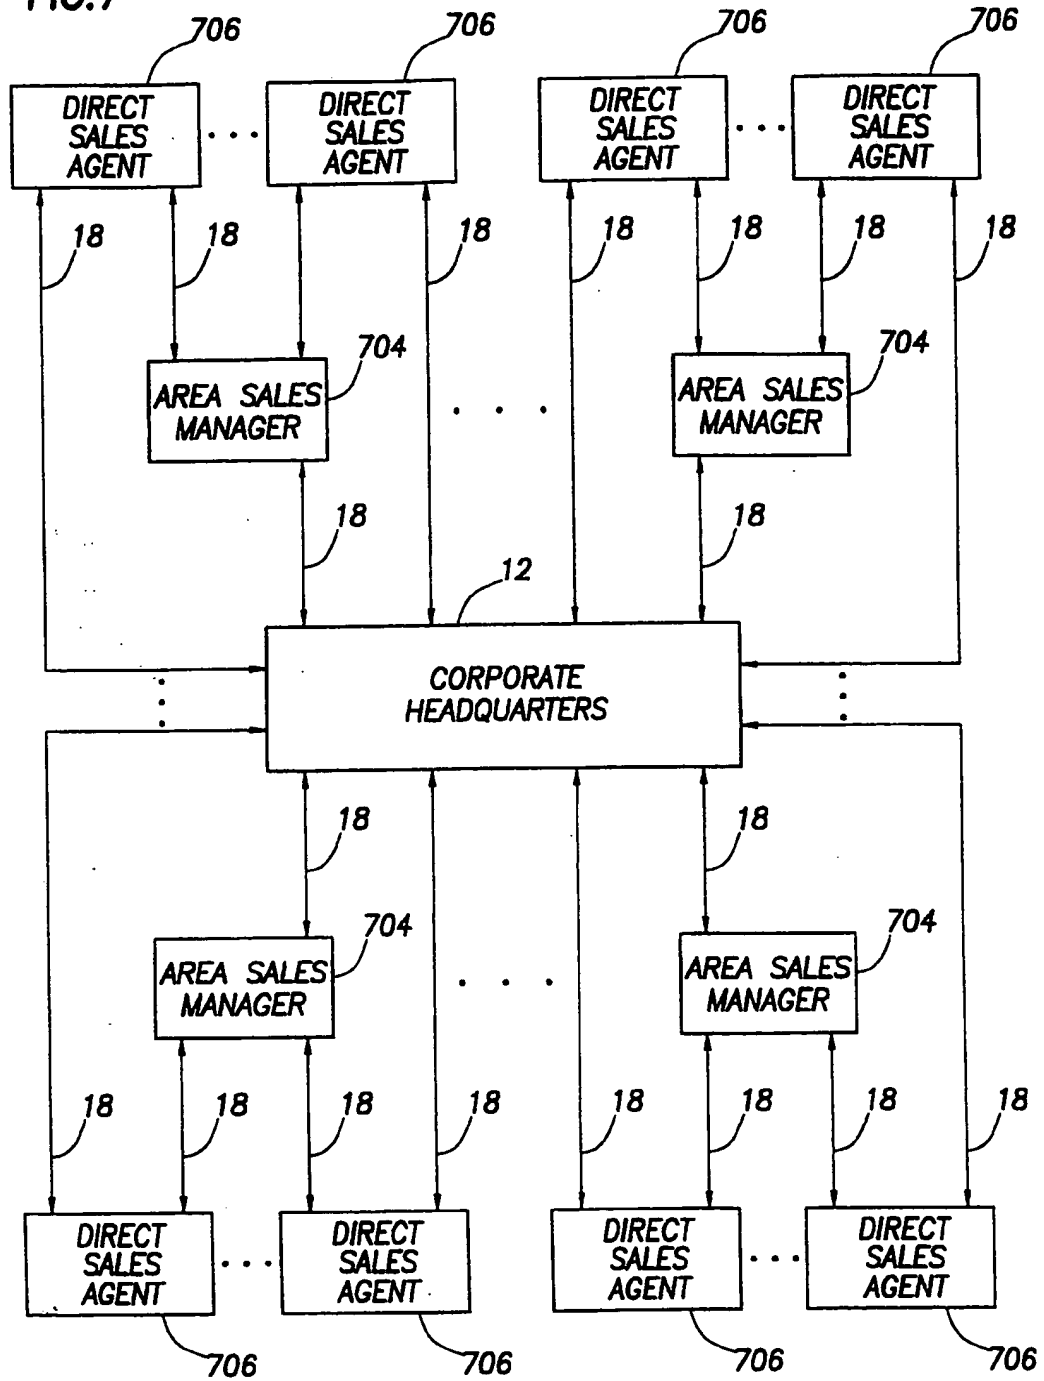 FIG.7
706 706 706 706
DIRECT SALES AGENT
DIRECT SALES AGENT
DIRECT SALES AGENT
DIRECT SALES AGENT
18 18 18 18 18 18 18
704 704
AREA SALES MANAGER
AREA SALES MANAGER
18 18
12
CORPORATE HEADQUARTERS
18 18
704 704
AREA SALES MANAGER
AREA SALES MANAGER
18 18 18 18 18 18 18 18
DIRECT SALES AGENT
DIRECT SALES AGENT
DIRECT SALES AGENT
DIRECT SALES AGENT
706 706 706 706